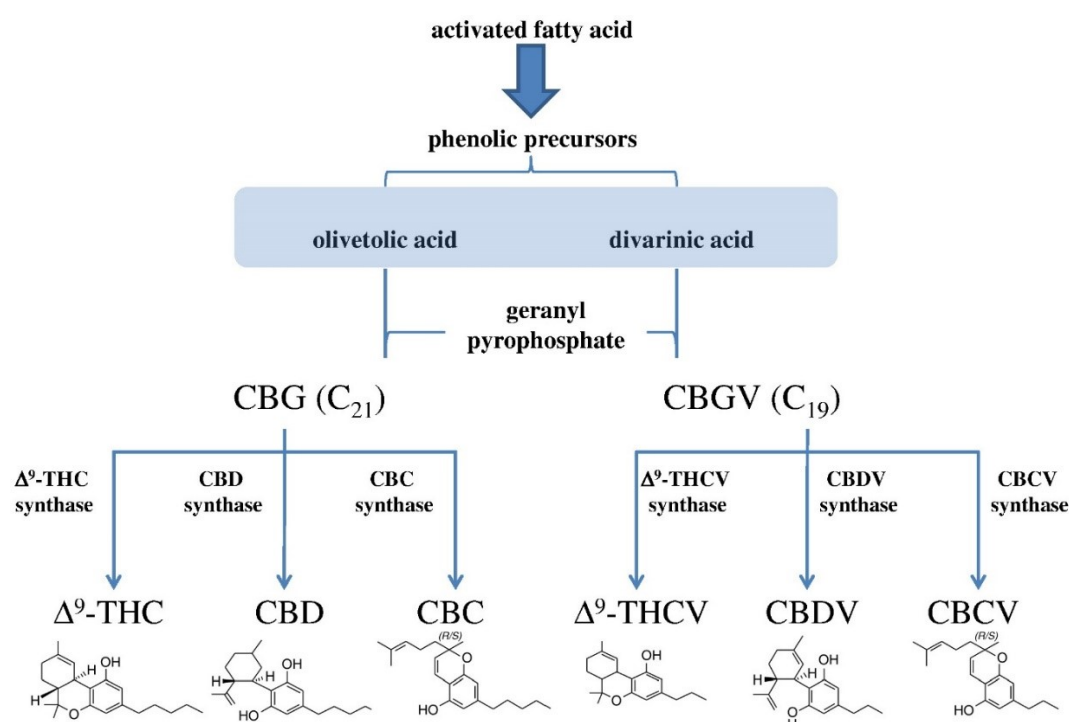 activated fatty acid
phenolic precursors
olivetolic acid divarinic acid
geranyl
pyrophosphate
CBG (C₂₁) CBGV (C₁₉)
Δ⁹-THC
synthase
CBD
synthase
CBC
synthase
Δ⁹-THCV
synthase
CBDV
synthase
CBCV
synthase
Δ⁹-THC CBD CBC Δ⁹-THCV CBDV CBCV
(R/S) (R/S)
OH
H
H
O
OH
H
HO
O
OH
H
O
HO
OH
O
OH
H
HO
O
HO